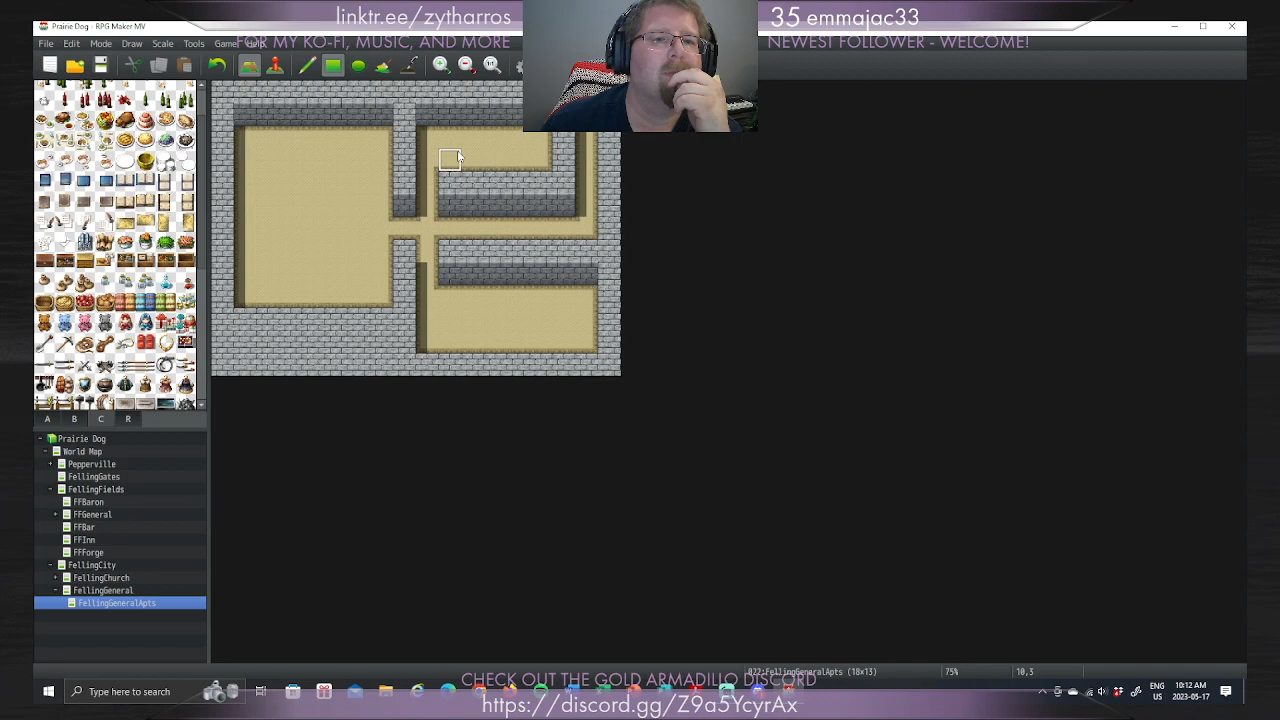 linktr.ee/zytharros
35 emmajac33
Prairie Dog - RPG Maker MV
FOR MY KO-FI, MUSIC, AND MORE
NEWEST FOLLOWER - WELCOME!
File Edit Mode Draw Scale Tools Game Help
A B C R
Prairie Dog
World Map
Pepperville
FellingGates
FellingFields
FFBaron
FFGeneral
FFBar
FFInn
FFForge
FellingCity
FellingChurch
FellingGeneral
FellingGeneralApts
022:FellingGeneralApts (18x13) 75% 10,3
CHECK OUT THE GOLD ARMADILLO DISCORD
https://discord.gg/Z9a5YcyrAx
Type here to search
ENG
US
10:12 AM
2023-05-17